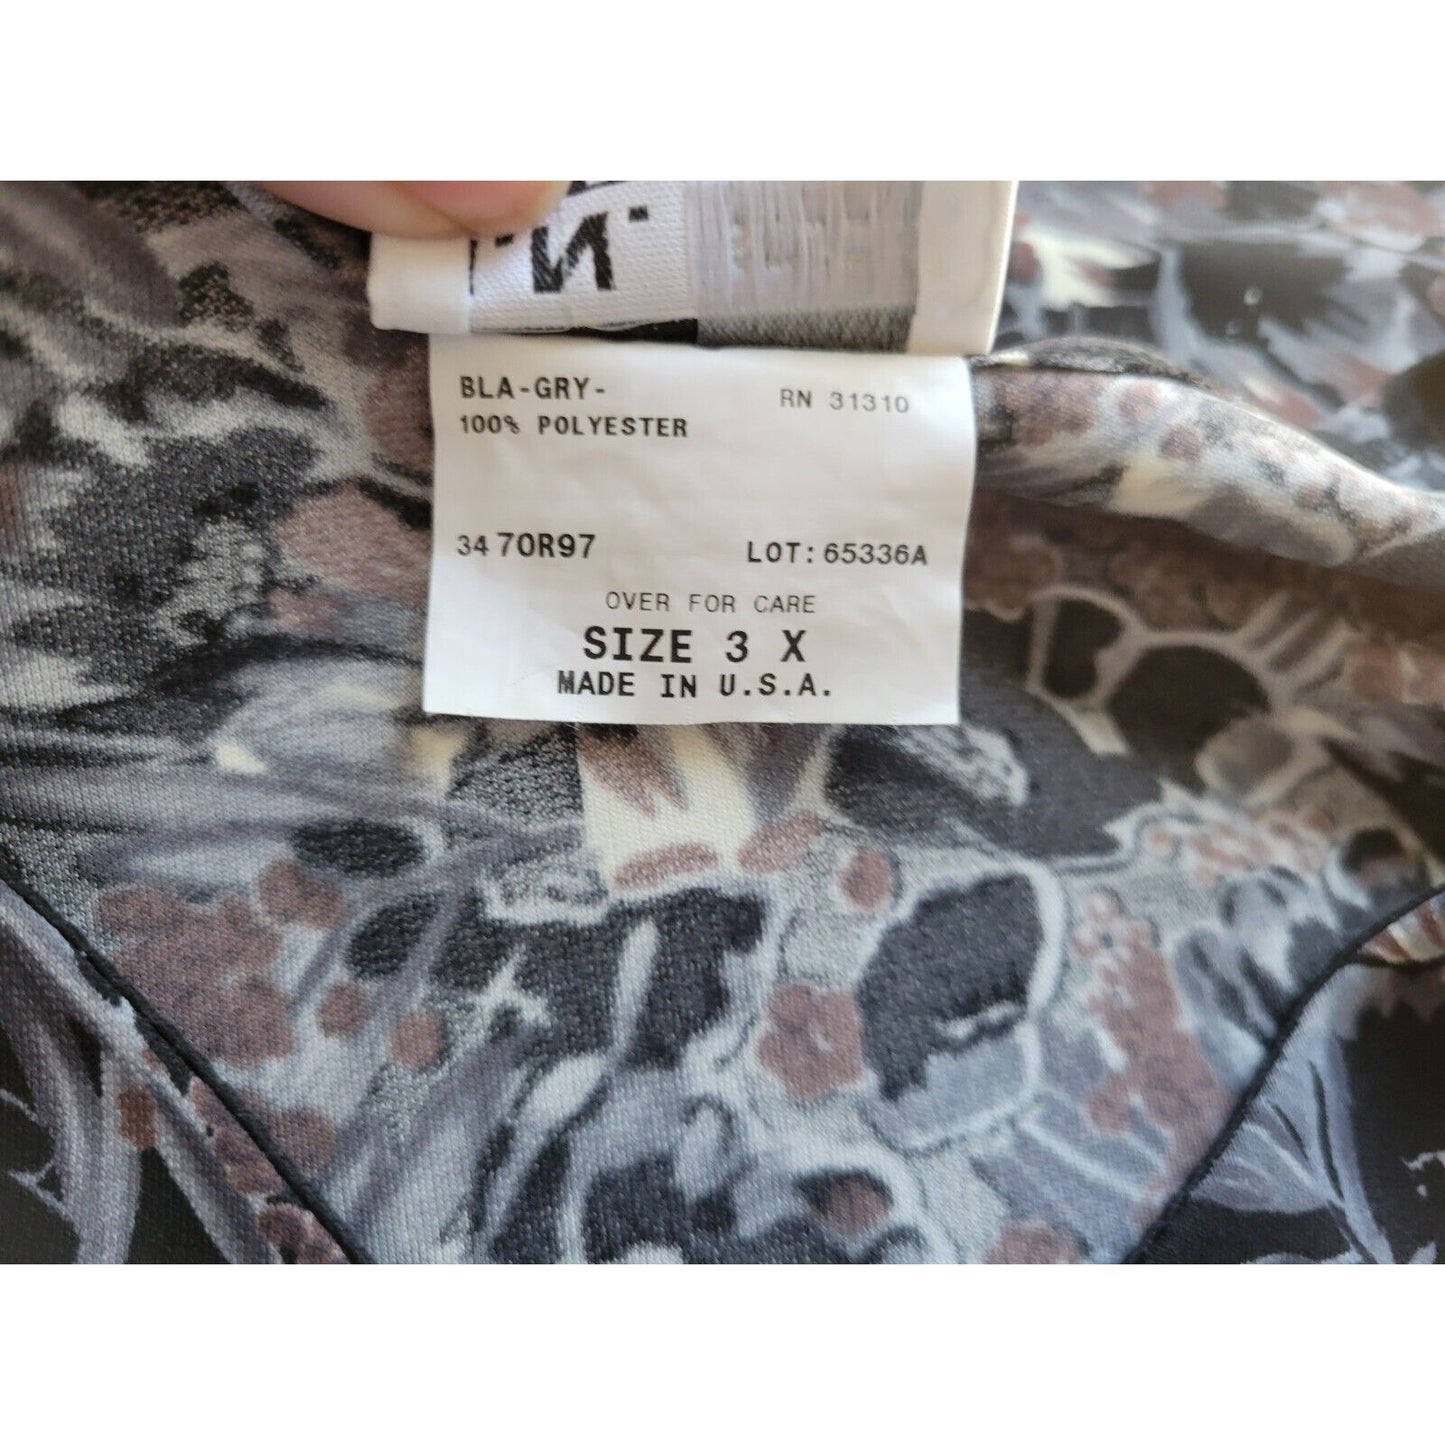 BLA-GRY-
RN 31310
100% POLYESTER
34 70R97
LOT: 65336A
OVER FOR CARE
SIZE 3 X
MADE IN U.S.A.